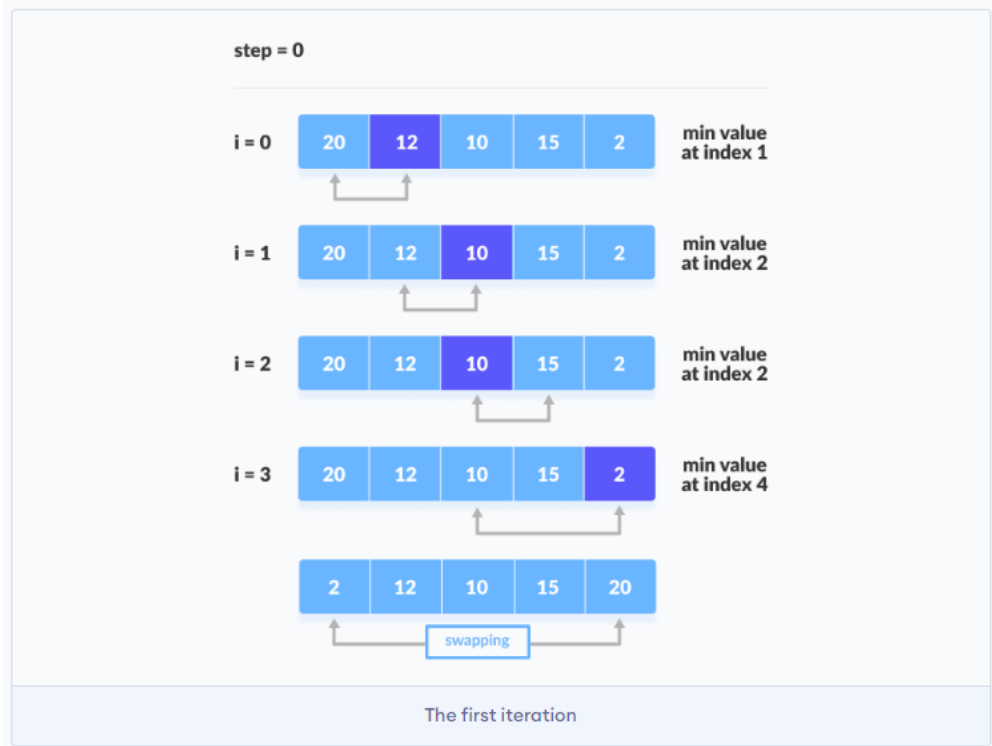 step = 0
i = 0 20 12 10 15 2 min value
at index 1
i = 1 20 12 10 15 2 min value
at index 2
i = 2 20 12 10 15 2 min value
at index 2
i = 3 20 12 10 15 2 min value
at index 4
2 12 10 15 20
swapping
The first iteration